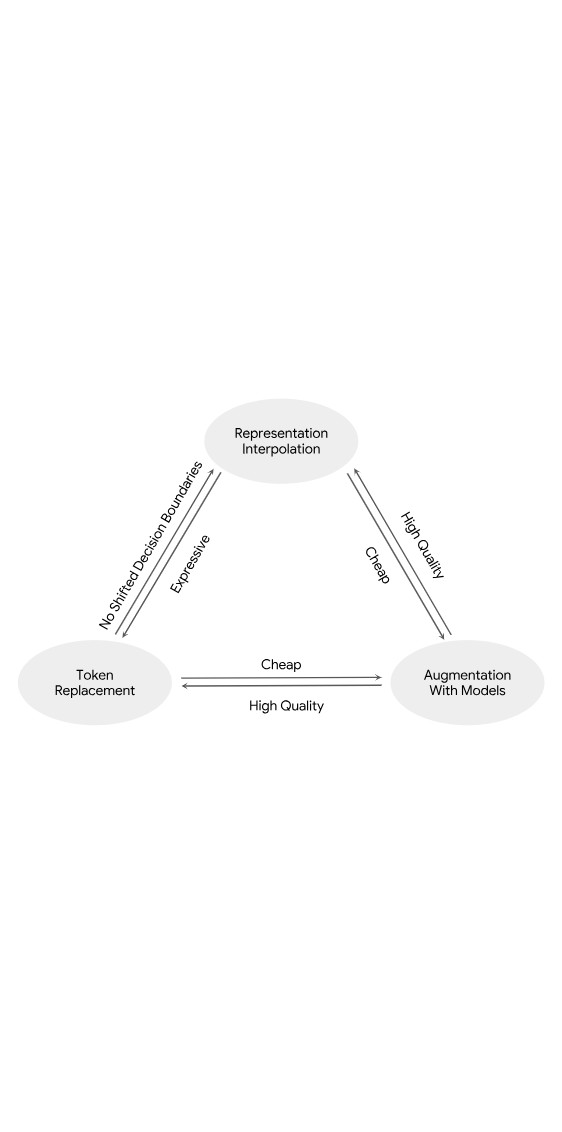 Representation
Interpolation
No Shifted Decision Boundaries
Expressive
High Quality
Cheap
Token
Replacement
Cheap
High Quality
Augmentation
With Models